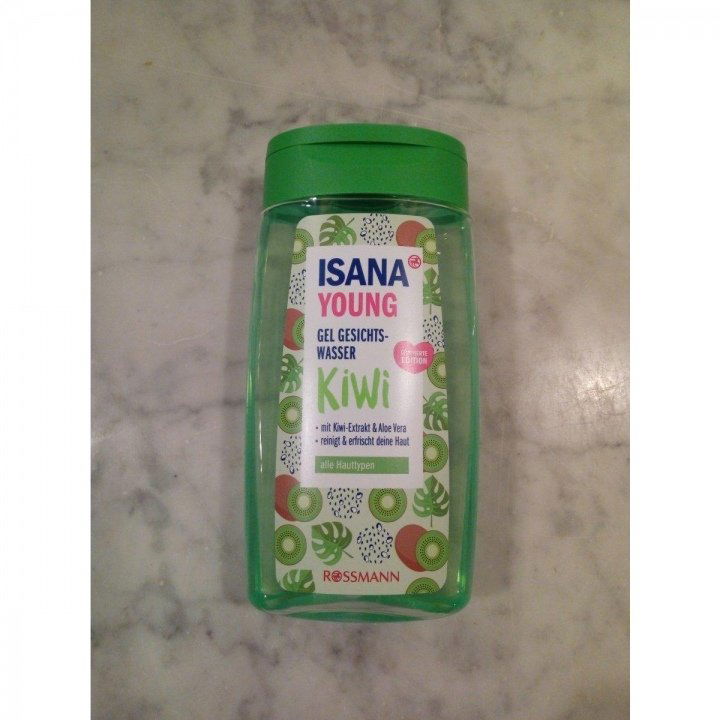 ISANA
YOUNG
GEL GESICHTS-
WASSER
LIMITIERTE
EDITION
Kiwi
• mit Kiwi-Extrakt & Aloe Vera
• reinigt & erfrischt deine Haut
alle Hauttypen
ROSSMANN